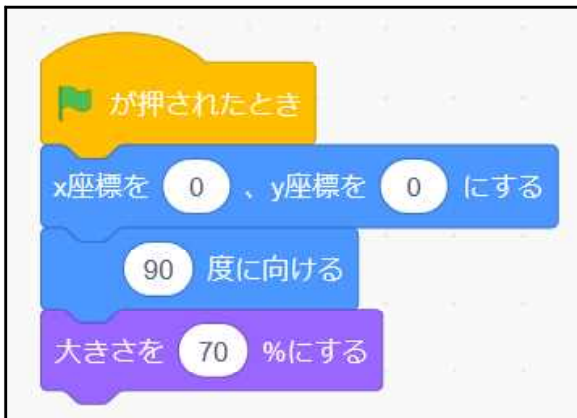 が押されたとき
x座標を 0 、y座標を 0 にする
90 度に向ける
大きさを 70 %にする